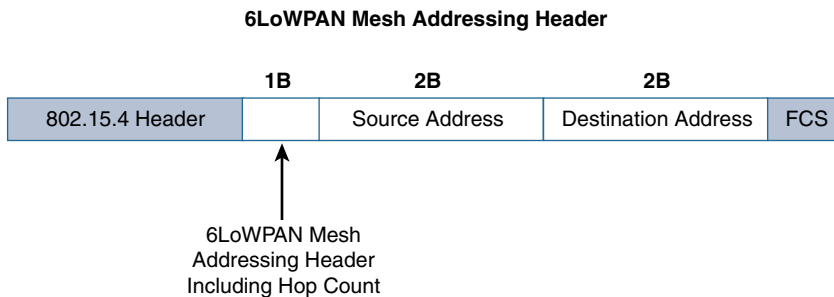 6LoWPAN Mesh Addressing Header
1B 2B 2B
802.15.4 Header Source Address Destination Address FCS
6LoWPAN Mesh
Addressing Header
Including Hop Count